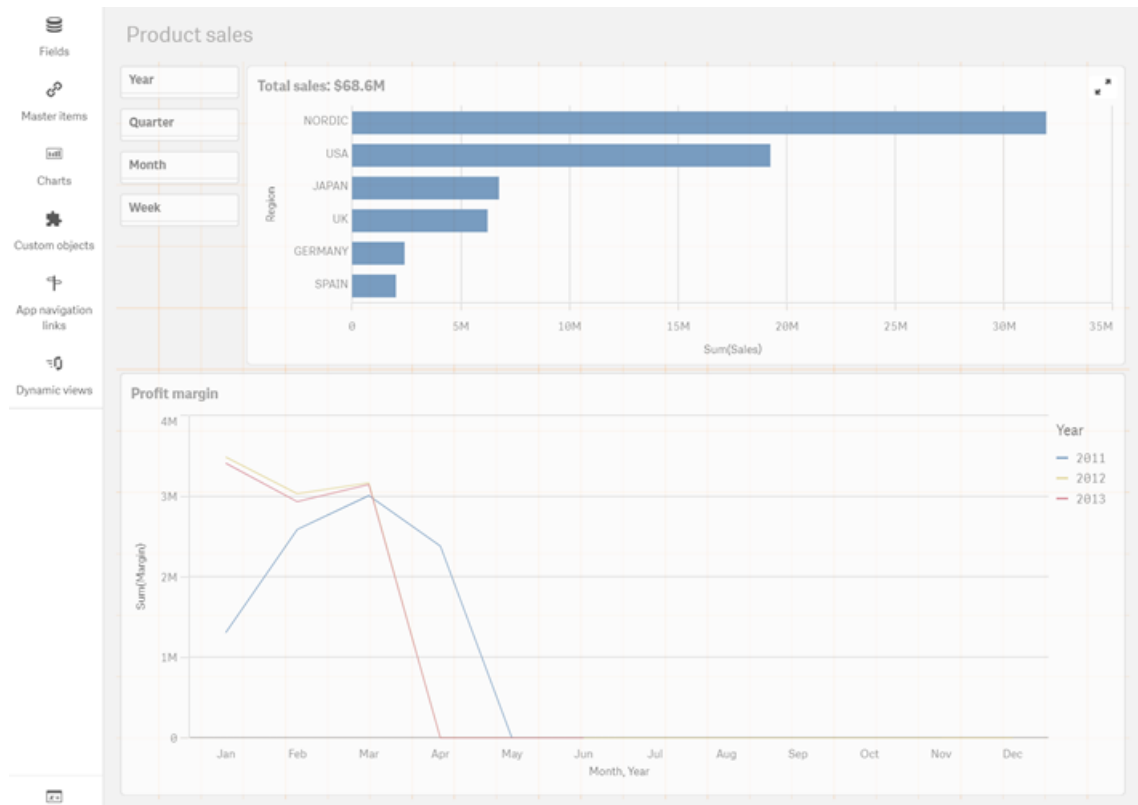 Fields
Master items
Charts
Custom objects
App navigation
links
Dynamic views
Product sales
Year
Quarter
Month
Week
Total sales: $68.6M
Region
NORDIC
USA
JAPAN
UK
GERMANY
SPAIN
0 5M 10M 15M 20M 25M 30M 35M
Sum(Sales)
Profit margin
Sum(Margin)
4M
3M
2M
1M
0
Jan Feb Mar Apr May Jun Jul Aug Sep Oct Nov Dec
Month, Year
Year
2011
2012
2013